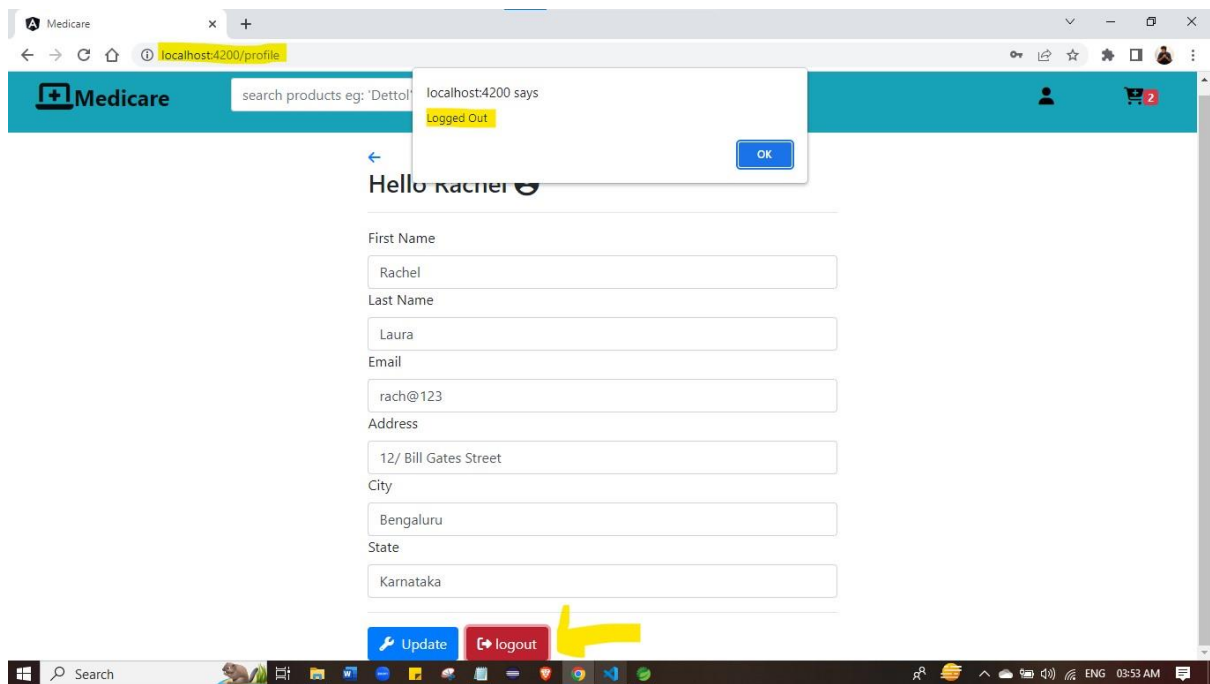 Medicare
localhost:4200/profile
Medicare
search products eg: 'Dettol'
2
localhost:4200 says
Logged Out
OK
Hello Rachel
First Name
Rachel
Last Name
Laura
Email
rach@123
Address
12/ Bill Gates Street
City
Bengaluru
State
Karnataka
Update
logout
Search
ENG
03:53 AM